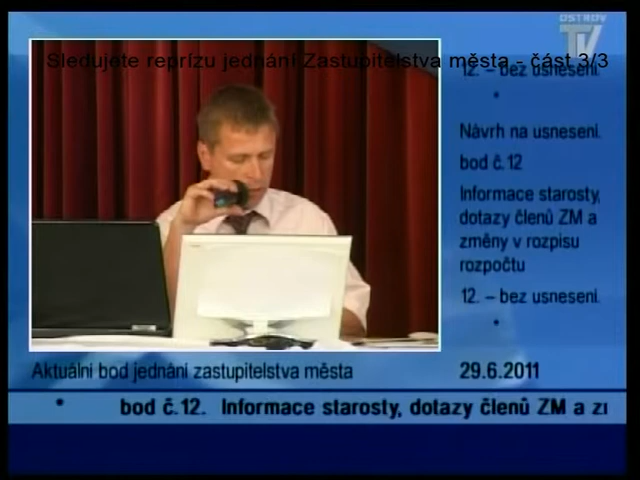 OSTROV
TV
Sledujete reprízu jednání Zastupitelstva města - část 3/3
12. – bez usnesení.
*
Návrh na usnesení.
bod č.12
Informace starosty,
dotazy členů ZM a
změny v rozpisu
rozpočtu
12. – bez usnesení.
*
Aktuální bod jednání zastupitelstva města
29.6.2011
* bod č.12. Informace starosty, dotazy členů ZM a zi